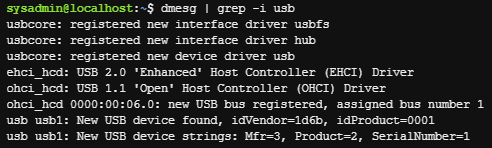 sysadmin@localhost:~$ dmesg | grep -i usb
usbcore: registered new interface driver usbfs
usbcore: registered new interface driver hub
usbcore: registered new device driver usb
ehci_hcd: USB 2.0 'Enhanced' Host Controller (EHCI) Driver
ohci_hcd: USB 1.1 'Open' Host Controller (OHCI) Driver
ohci_hcd 0000:00:06.0: new USB bus registered, assigned bus number 1
usb usb1: New USB device found, idVendor=1d6b, idProduct=0001
usb usb1: New USB device strings: Mfr=3, Product=2, SerialNumber=1